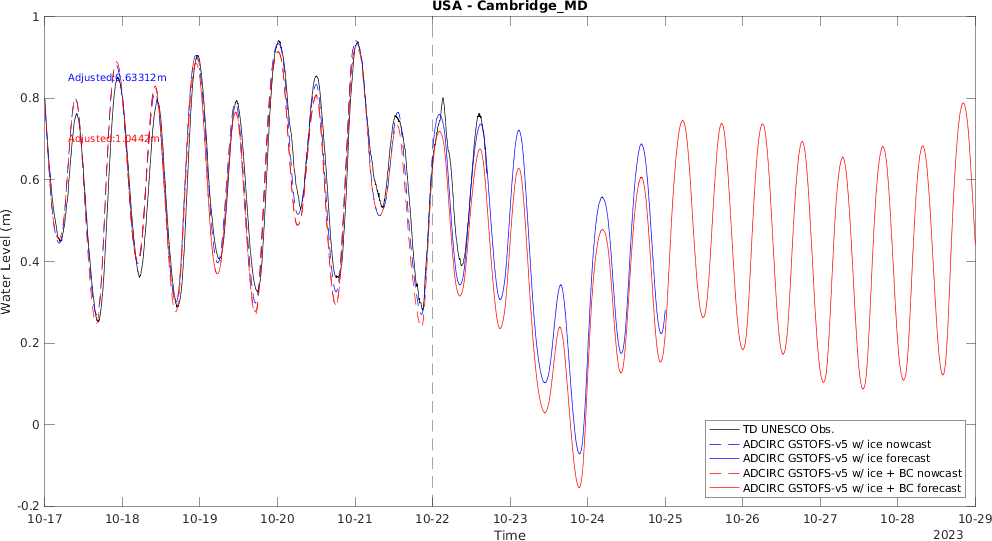 USA - Cambridge_MD
Water Level (m)
1
0.8
0.6
0.4
0.2
0
-0.2
Adjusted:0.63312m
Adjusted:1.0442m
TD UNESCO Obs.
ADCIRC GSTOFS-v5 w/ ice nowcast
ADCIRC GSTOFS-v5 w/ ice forecast
ADCIRC GSTOFS-v5 w/ ice + BC nowcast
ADCIRC GSTOFS-v5 w/ ice + BC forecast
10-17 10-18 10-19 10-20 10-21 10-22 10-23 10-24 10-25 10-26 10-27 10-28 10-29
Time
2023